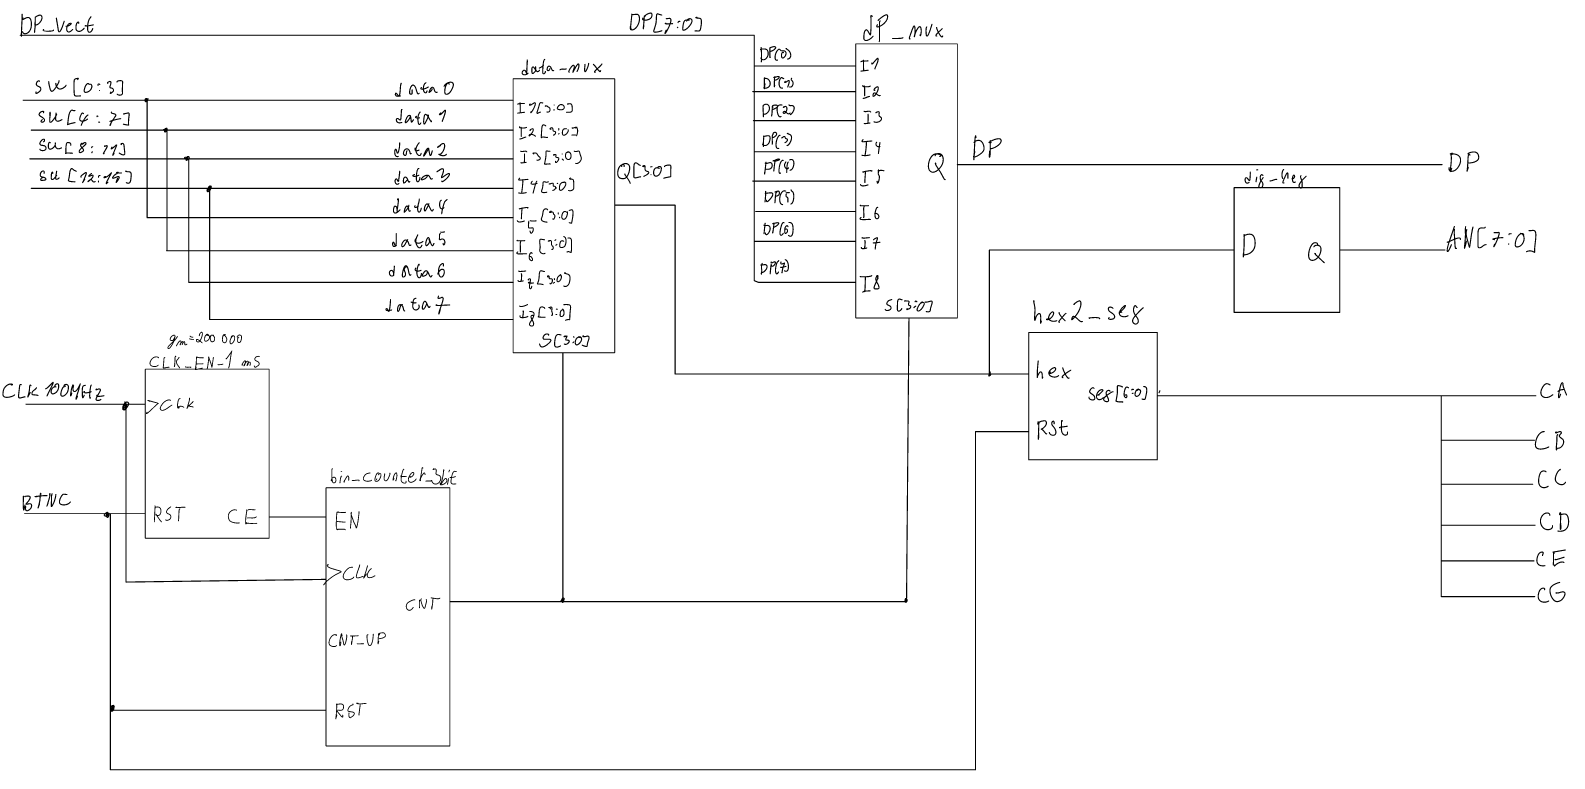 DP_vect
DP[7:0]
dP_mux
SW[0:3]
data 0
SW[4:7]
data 1
SW[8:11]
data 2
SW[12:15]
data 3
data 4
data 5
data 6
data 7
data_mux
I1[3:0]
I2[3:0]
I3[3:0]
I4[3:0]
I5[3:0]
I6[3:0]
I7[3:0]
I8[3:0]
S[3:0]
Q[3:0]
DP(0)
DP(1)
DP(2)
DP(3)
DP(4)
DP(5)
DP(6)
DP(7)
I1
I2
I3
I4
I5
I6
I7
I8
Q
S[3:0]
DP
DP
D
Q
AN[7:0]
hex2_seg
hex
seg[6:0]
RSt
CA
CB
CC
CD
CE
CG
gm=200 000
CLK_EN_1 mS
CLK 100MHz
CLK
BTNC
RST
CE
bin_counter_3bit
EN
CLK
CNT
CNT_UP
RST